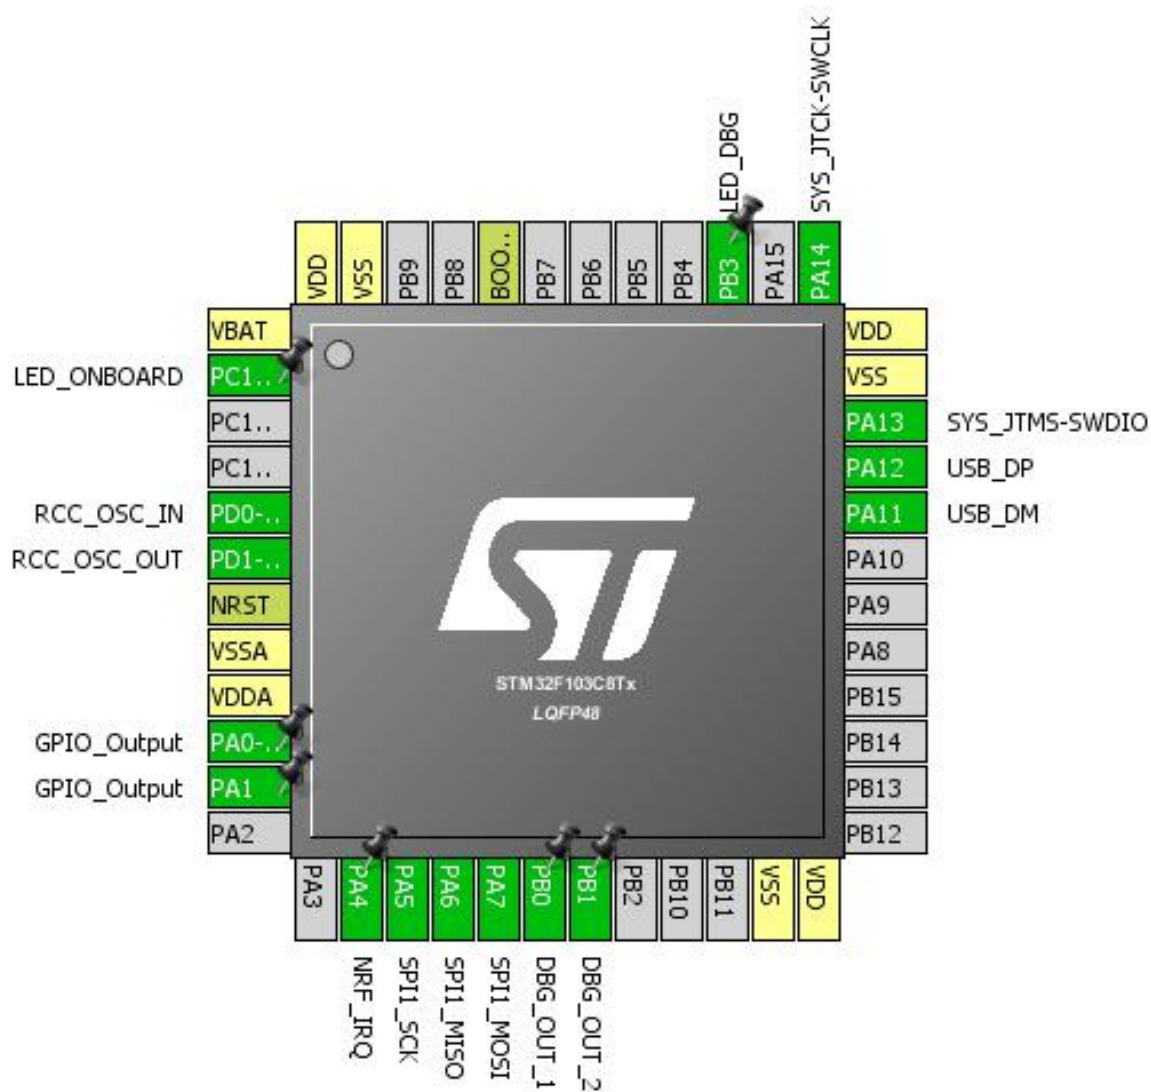 LED_DBG
SYS_JTCK-SWCLK
VDD
VSS
PB9
PB8
BOO..
PB7
PB6
PB5
PB4
PB3
PA15
PA14
VBAT
LED_ONBOARD PC1..
PC1..
PC1..
RCC_OSC_IN PD0-..
RCC_OSC_OUT PD1-..
NRST
VSSA
VDDA
GPIO_Output PA0-..
GPIO_Output PA1
PA2
STM32F103C8Tx
LQFP48
VDD
VSS
PA13 SYS_JTMS-SWDIO
PA12 USB_DP
PA11 USB_DM
PA10
PA9
PA8
PB15
PB14
PB13
PB12
PA3
PA4
PA5
PA6
PA7
PB0
PB1
PB2
PB10
PB11
VSS
VDD
NRF_IRQ
SPI1_SCK
SPI1_MISO
SPI1_MOSI
DBG_OUT_1
DBG_OUT_2